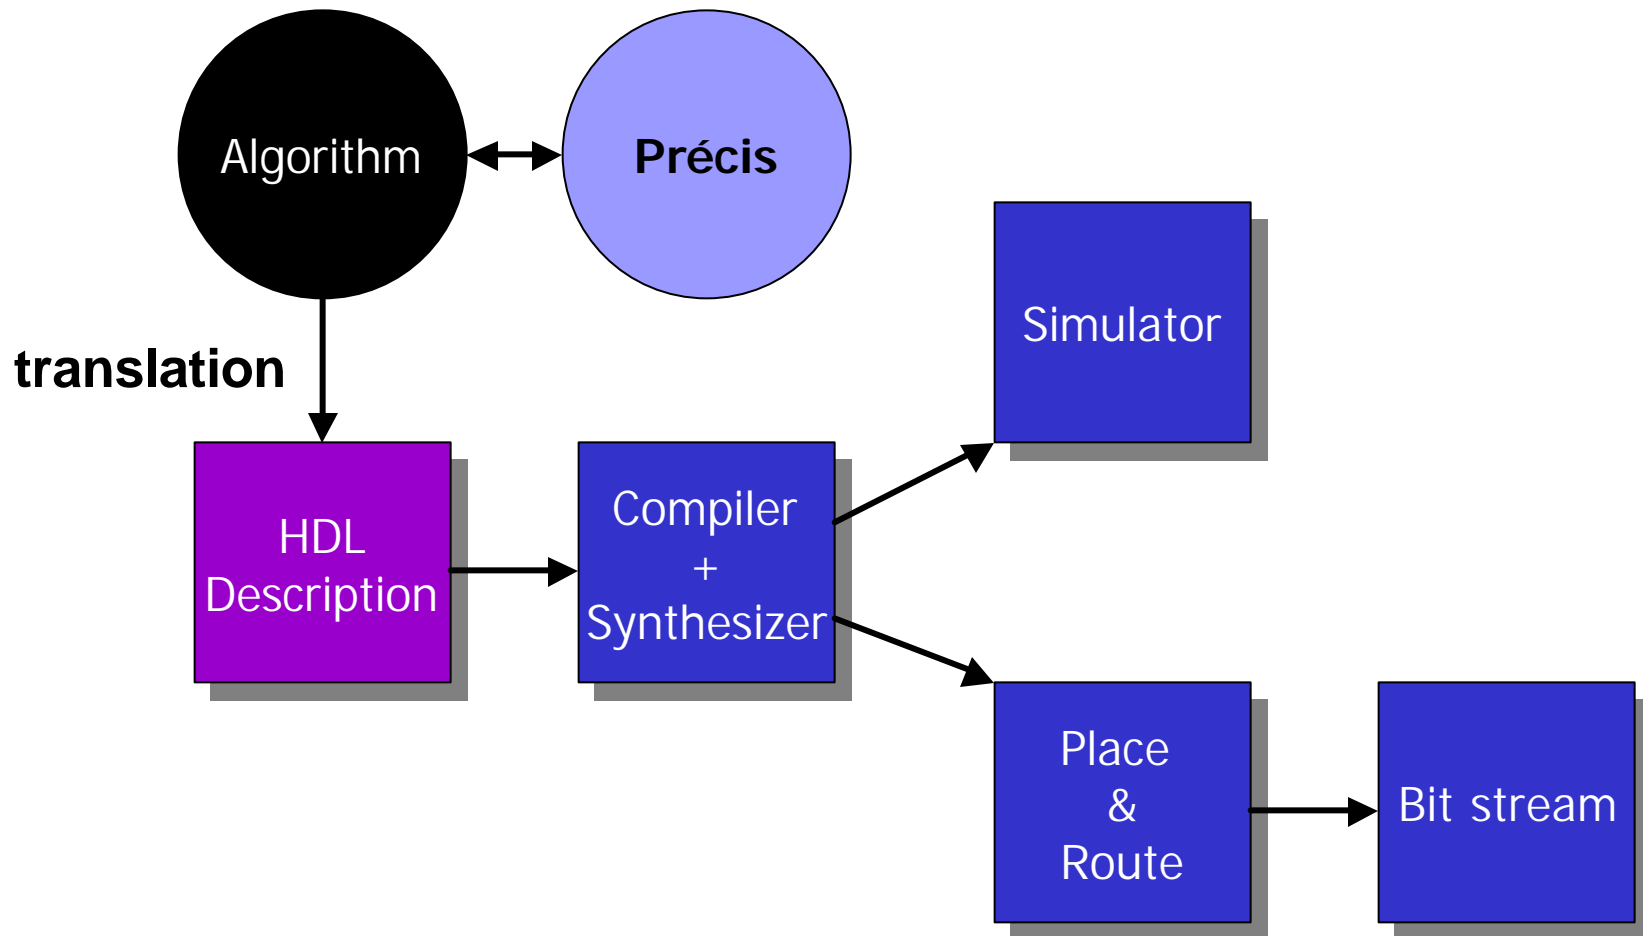 Algorithm
Précis
Simulator
translation
HDL
Description
Compiler
+
Synthesizer
Place
&
Route
Bit stream